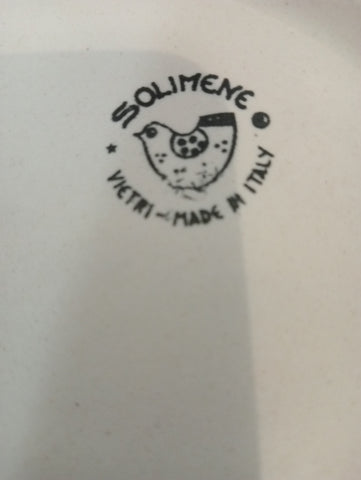 SOLIMENE
VIETRI - MADE IN ITALY